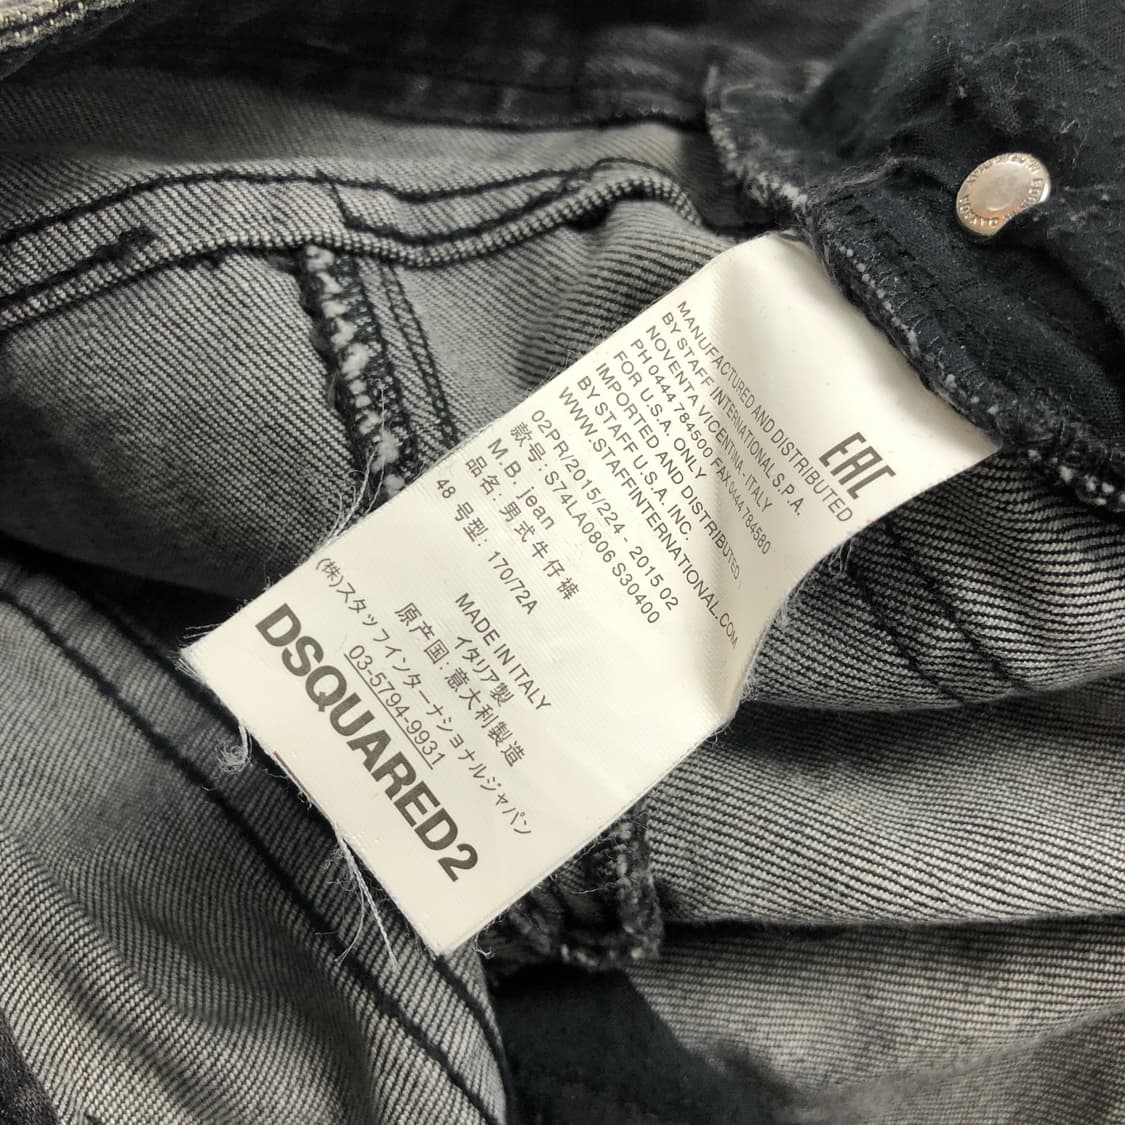 EAC
MANUFACTURED AND DISTRIBUTED
BY STAFF INTERNATIONAL S.P.A.
NOVENTA VICENTINA - ITALY
PH 0444 784500 FAX 0444 784580
FOR U.S.A. ONLY
IMPORTED AND DISTRIBUTED
BY STAFF U.S.A. INC.
WWW.STAFFINTERNATIONAL.COM
02PR/2015/224 - 2015 02
款号: S74LA0806 S30400
M.B. jean
品名: 男式牛仔裤
48 号型: 170/72A
MADE IN ITALY
イタリア製
原产国: 意大利製造
(株)スタッフインターナショナルジャパン
03-5794-9931
DSQUARED2